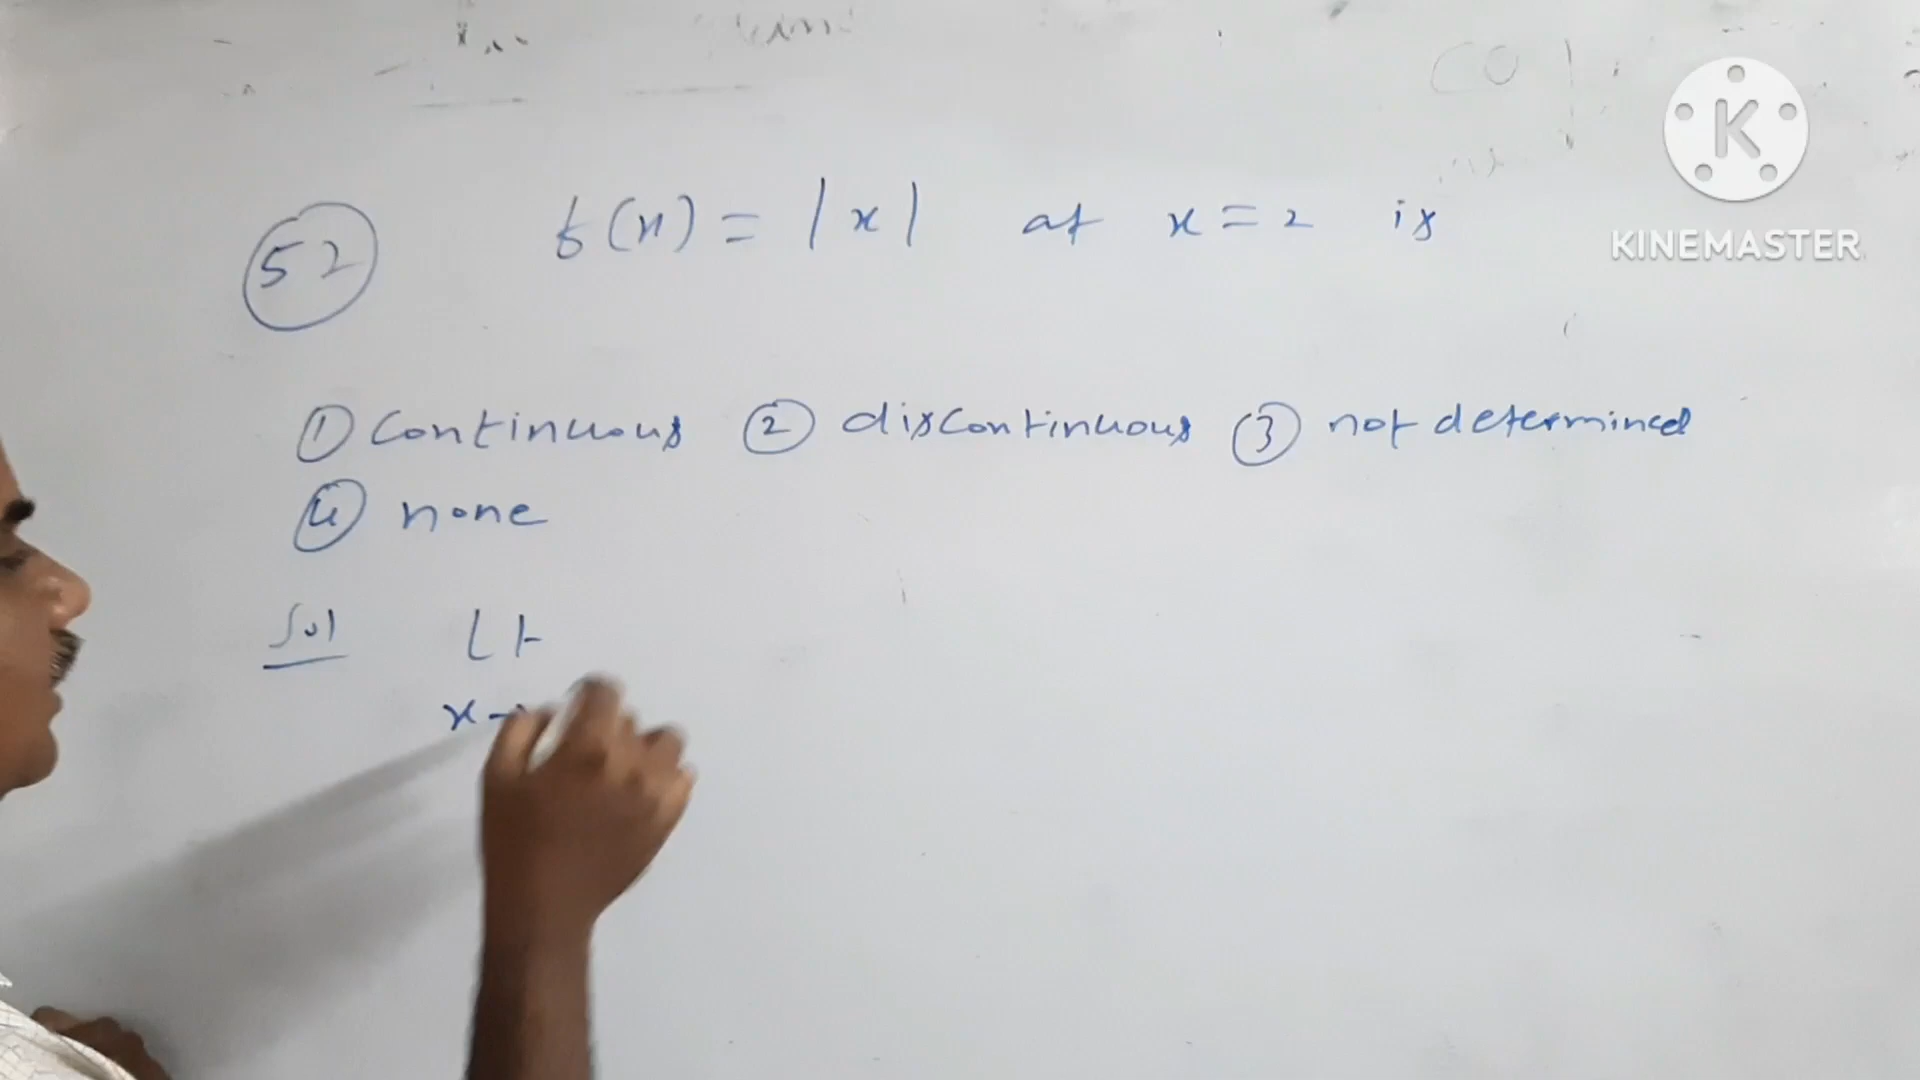 52 f(x) = |x| at x = 2 is
① continuous ② discontinuous ③ not determined
④ none
Sol Lt
x →
K
KINEMASTER